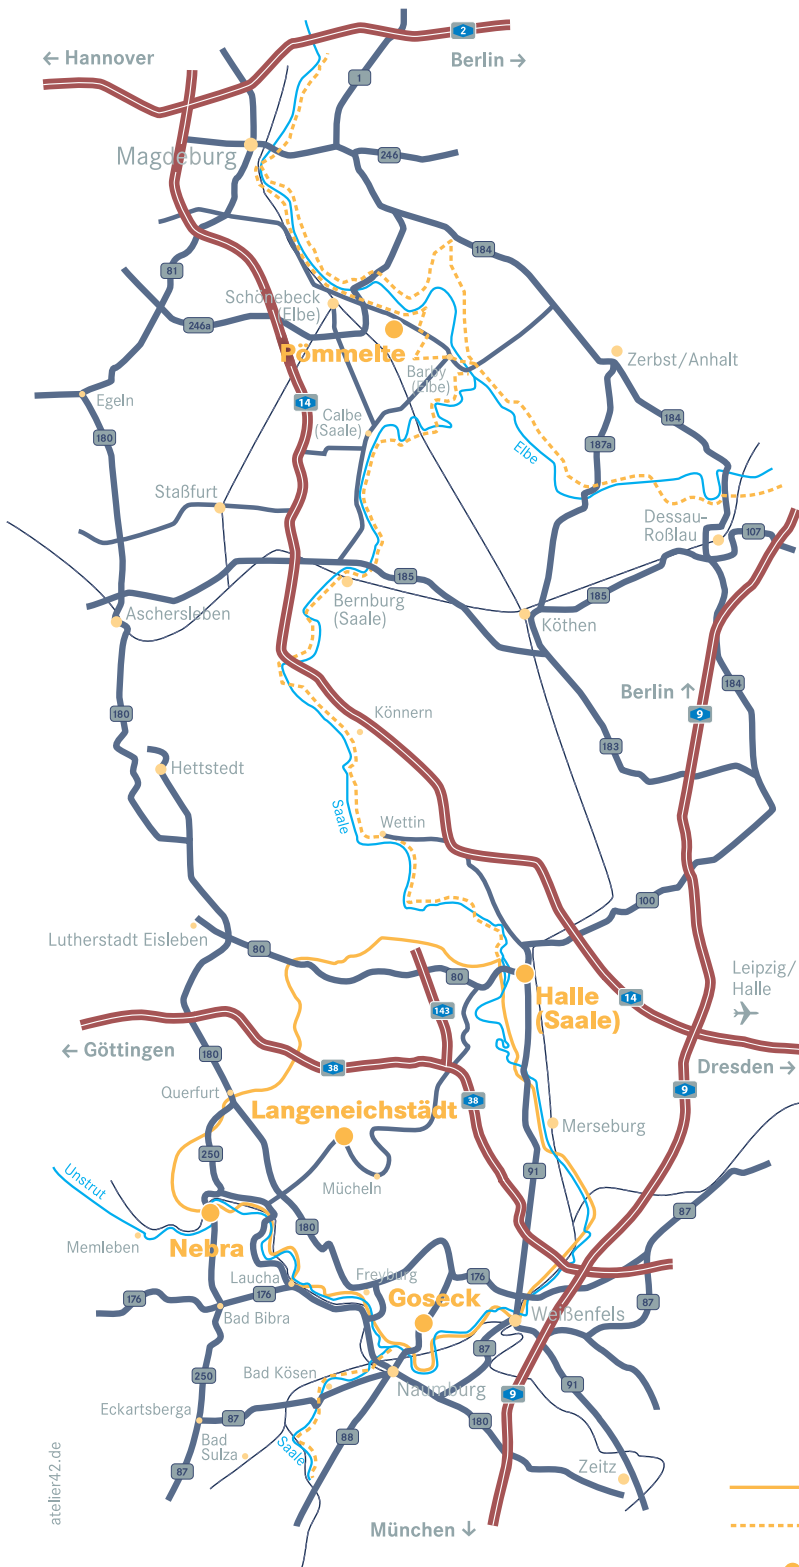 2
← Hannover
Berlin →
1
Magdeburg
246
184
81
Schönebeck
(Elbe)
246a
Pömmelte
Zerbst/Anhalt
Barby
(Elbe)
Egeln
14
Calbe
(Saale)
184
180
187a
Elbe
Staßfurt
Dessau-
Roßlau
107
185
Bernburg
(Saale)
185
Aschersleben
Köthen
184
Berlin ↑
9
180
Können
183
Hettstedt
Saale
Wettin
100
Lutherstadt Eisleben
80
80
Leipzig/
Halle
Halle
(Saale)
14
143
← Göttingen
180
38
Dresden →
9
Querfurt
38
Langeneichstädt
Merseburg
250
91
Unstrut
Mücheln
87
Nebra
180
Memleben
Laucha
Freyburg
176
176
176
Goseck
87
Bad Bibra
Weißenfels
87
250
Bad Kösen
91
Naumburg
9
Eckartsberga
87
180
88
Bad
Sulza
Saale
87
Zeitz
München ↓
atelier42.de